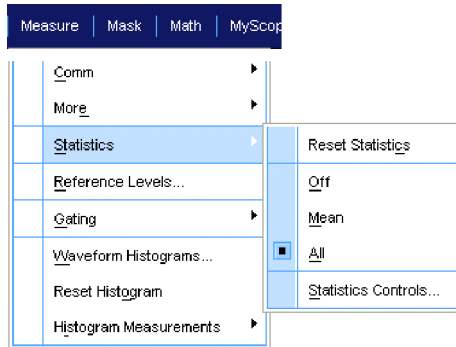 Measure Mask Math MyScop
Comm
More
Statistics
Reference Levels...
Gating
Waveform Histograms...
Reset Histogram
Histogram Measurements
Reset Statistics
Off
Mean
All
Statistics Controls...